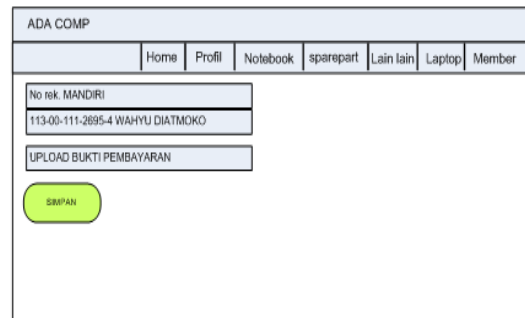 ADA COMP
Home Profil Notebook sparepart Lain lain Laptop Member
No rek. MANDIRI
113-00-111-2695-4 WAHYU DIATMOKO
UPLOAD BUKTI PEMBAYARAN
SIMPAN